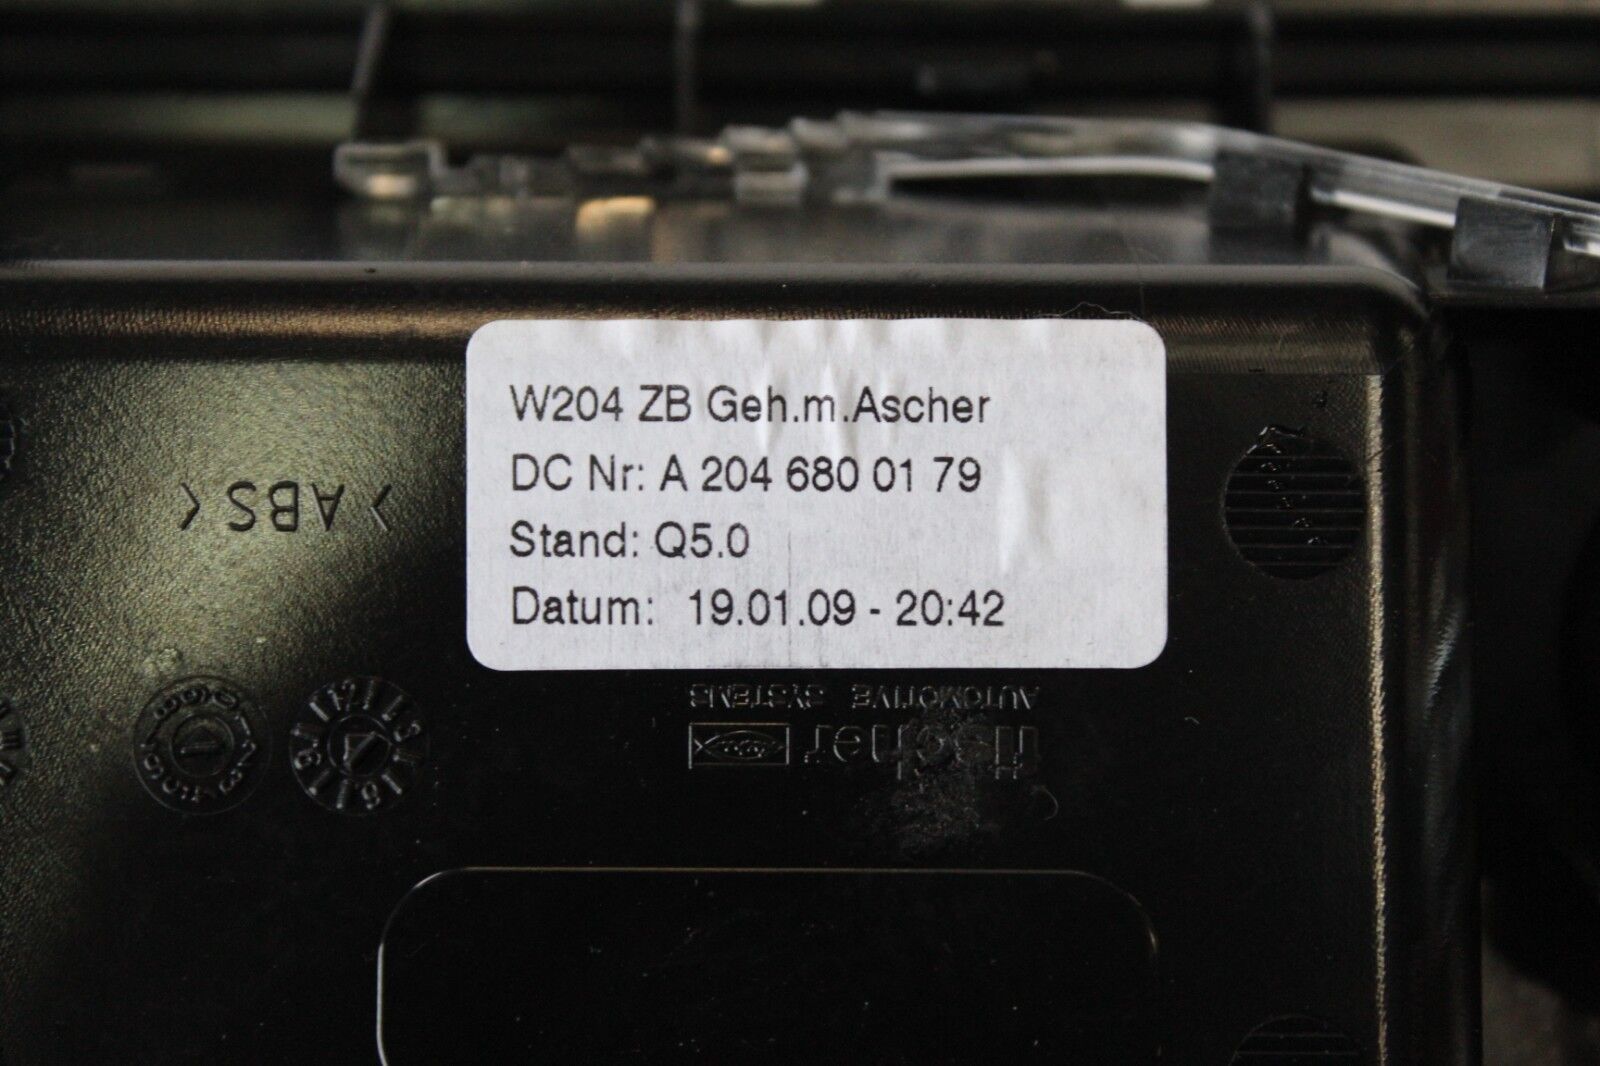 W204 ZB Geh.m.Ascher
DC Nr: A 204 680 01 79
Stand: Q5.0
Datum: 19.01.09 - 20:42
>ABS<
fischer
AUTOMOTIVE SYSTEMS